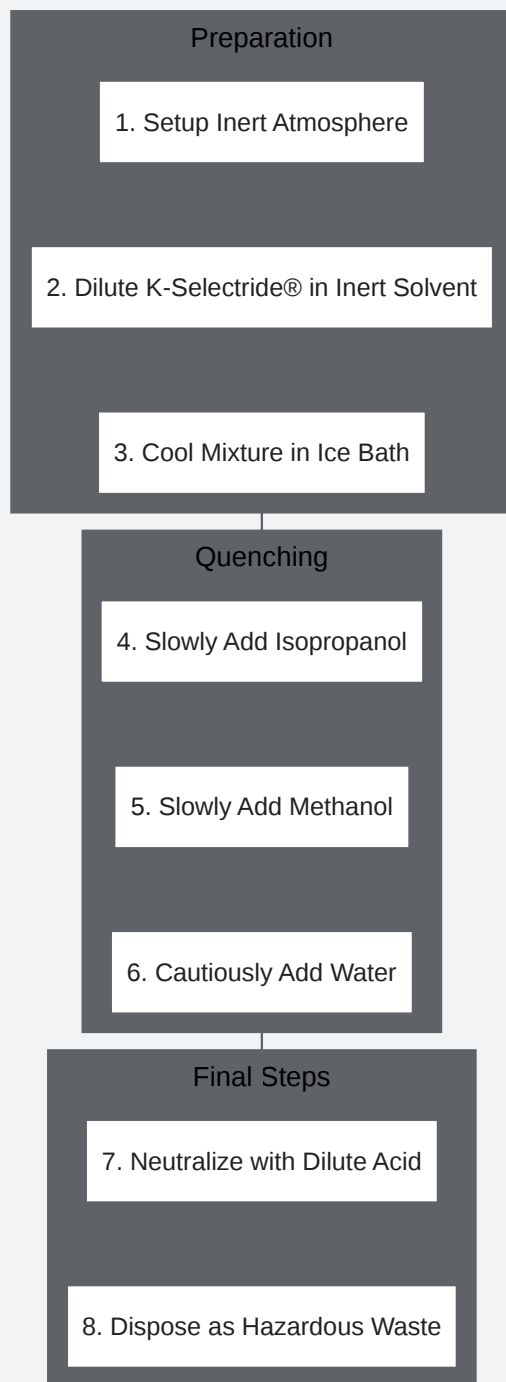 Preparation
1. Setup Inert Atmosphere
2. Dilute K-Selectride® in Inert Solvent
3. Cool Mixture in Ice Bath
Quenching
4. Slowly Add Isopropanol
5. Slowly Add Methanol
6. Cautiously Add Water
Final Steps
7. Neutralize with Dilute Acid
8. Dispose as Hazardous Waste